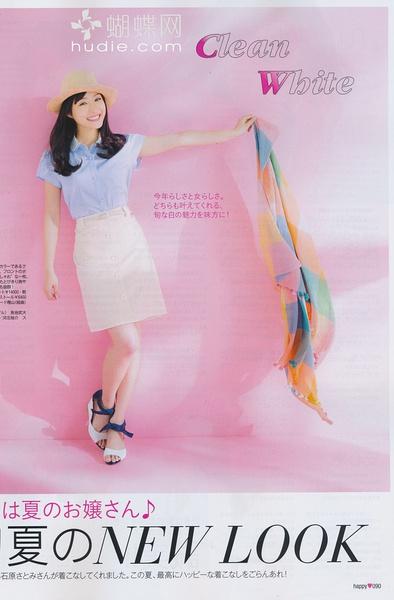 蝴蝶网
hudie.com
Clean
White
今年らしさと女らしさ。
どちらも叶えてくれる、
旬な白の魅力を味方に!
は夏のお嬢さん♪
夏のNEW LOOK
石原さとみさんが着こなしてくれました。この夏、最高にハッピーな着こなしをごらんあれ!
happy♥090